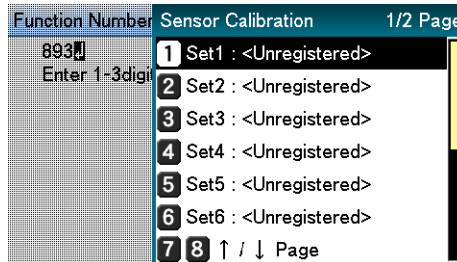 Function Number
893
Enter 1-3digi
Sensor Calibration 1/2 Page
1 Set1 : <Unregistered>
2 Set2 : <Unregistered>
3 Set3 : <Unregistered>
4 Set4 : <Unregistered>
5 Set5 : <Unregistered>
6 Set6 : <Unregistered>
7 8 ↑ / ↓ Page